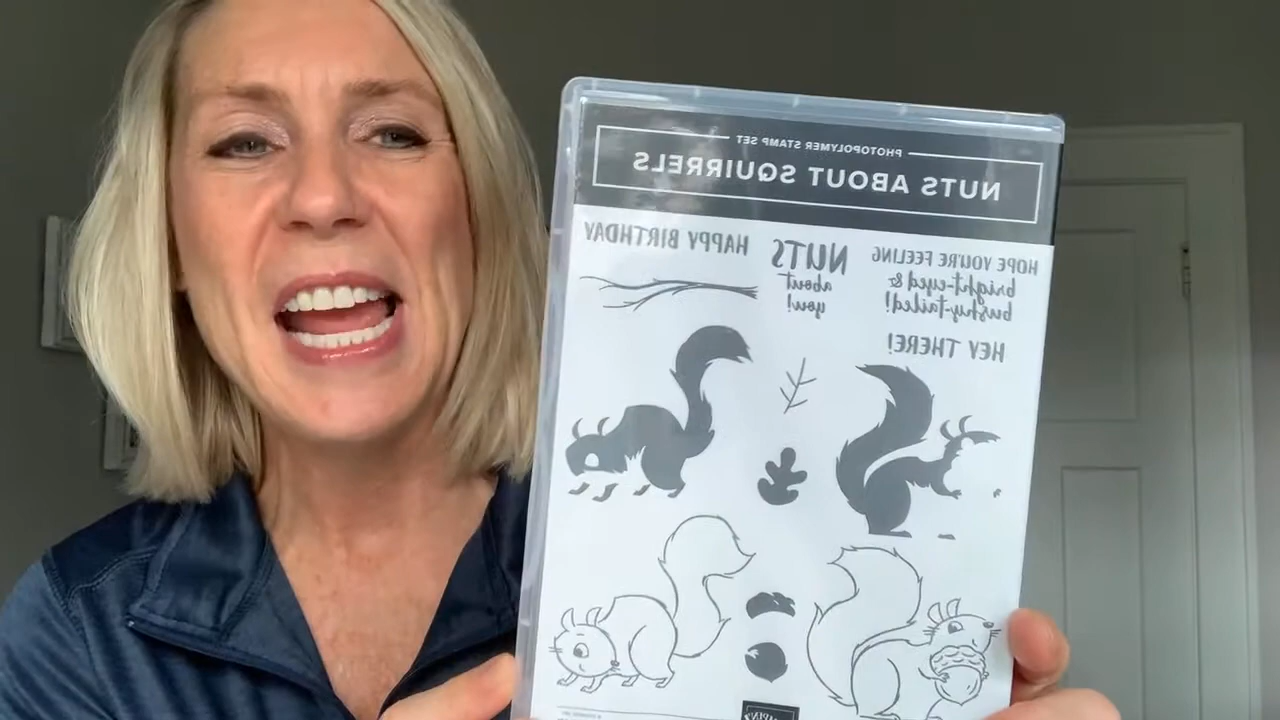 PHOTOPOLYMER STAMP SET
NUTS ABOUT SQUIRRELS
HOPE YOU'RE FEELING
bright-eyed &
bushy-tailed!
NUTS
about
you!
HAPPY BIRTHDAY
HEY THERE!